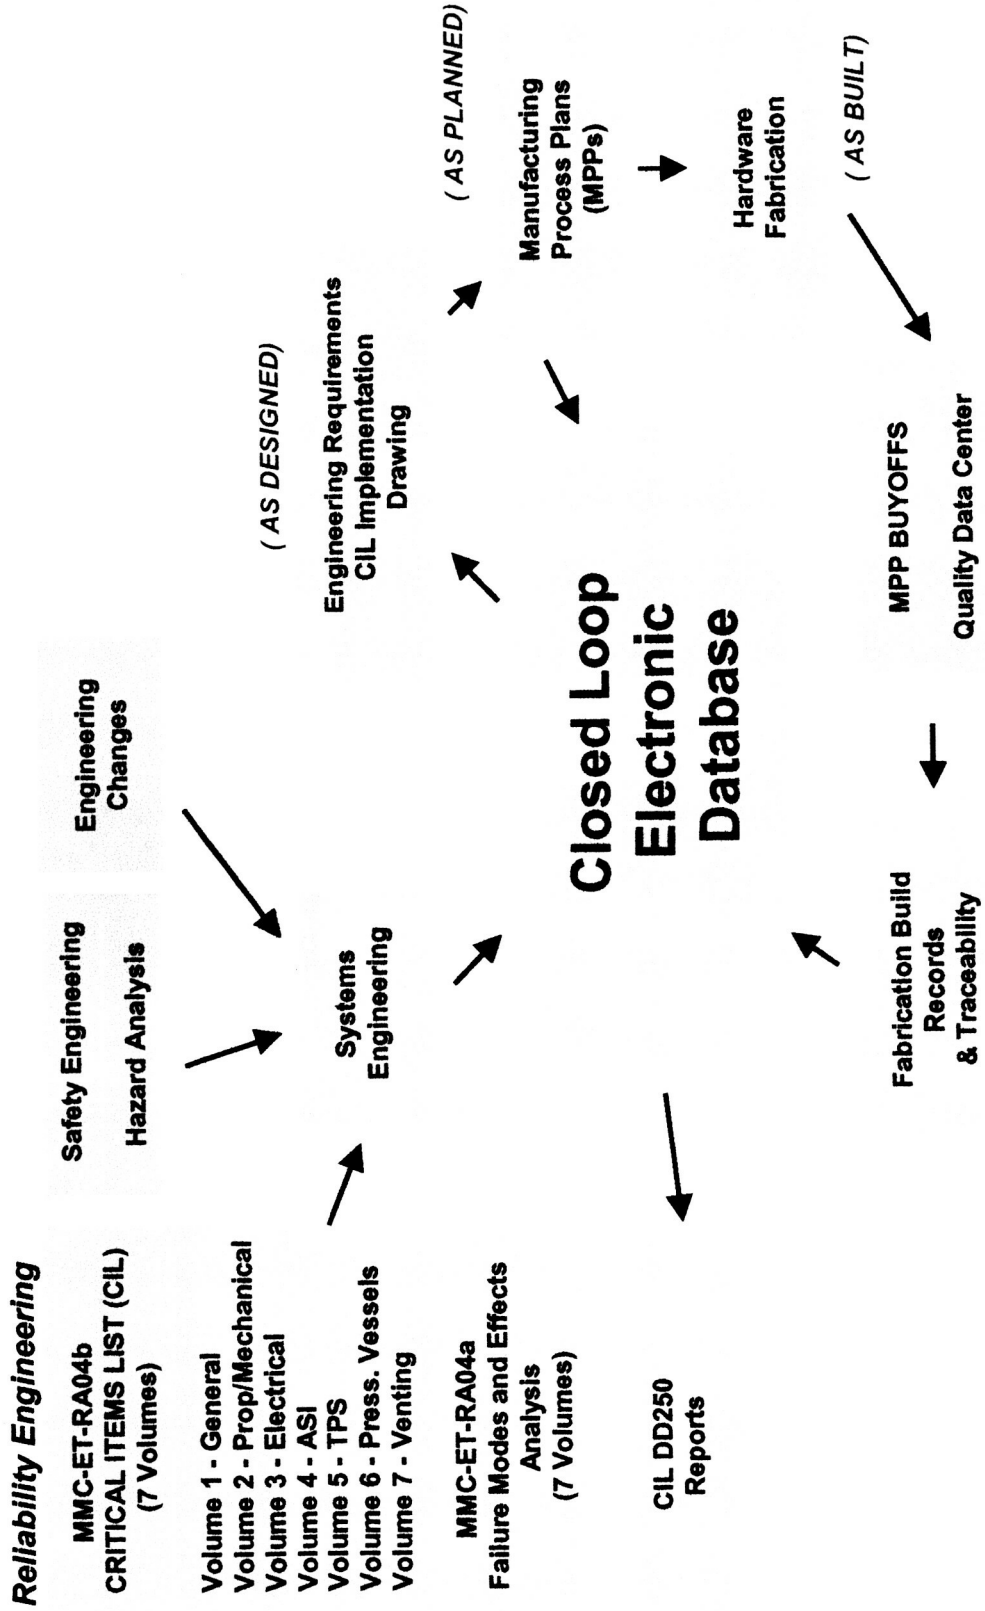 Reliability Engineering
MMC-ET-RA04b
CRITICAL ITEMS LIST (CIL)
(7 Volumes)
Volume 1 - General
Volume 2 - Prop/Mechanical
Volume 3 - Electrical
Volume 4 - ASI
Volume 5 - TPS
Volume 6 - Press. Vessels
Volume 7 - Venting
MMC-ET-RA04a
Failure Modes and Effects
Analysis
(7 Volumes)
CIL DD250
Reports
Safety Engineering
Hazard Analysis
Engineering
Changes
Systems
Engineering
Closed Loop
Electronic
Database
( AS DESIGNED)
Engineering Requirements
CIL Implementation
Drawing
( AS PLANNED)
Manufacturing
Process Plans
(MPPs)
Hardware
Fabrication
( AS BUILT)
MPP BUYOFFS
Quality Data Center
Fabrication Build
Records
& Traceability